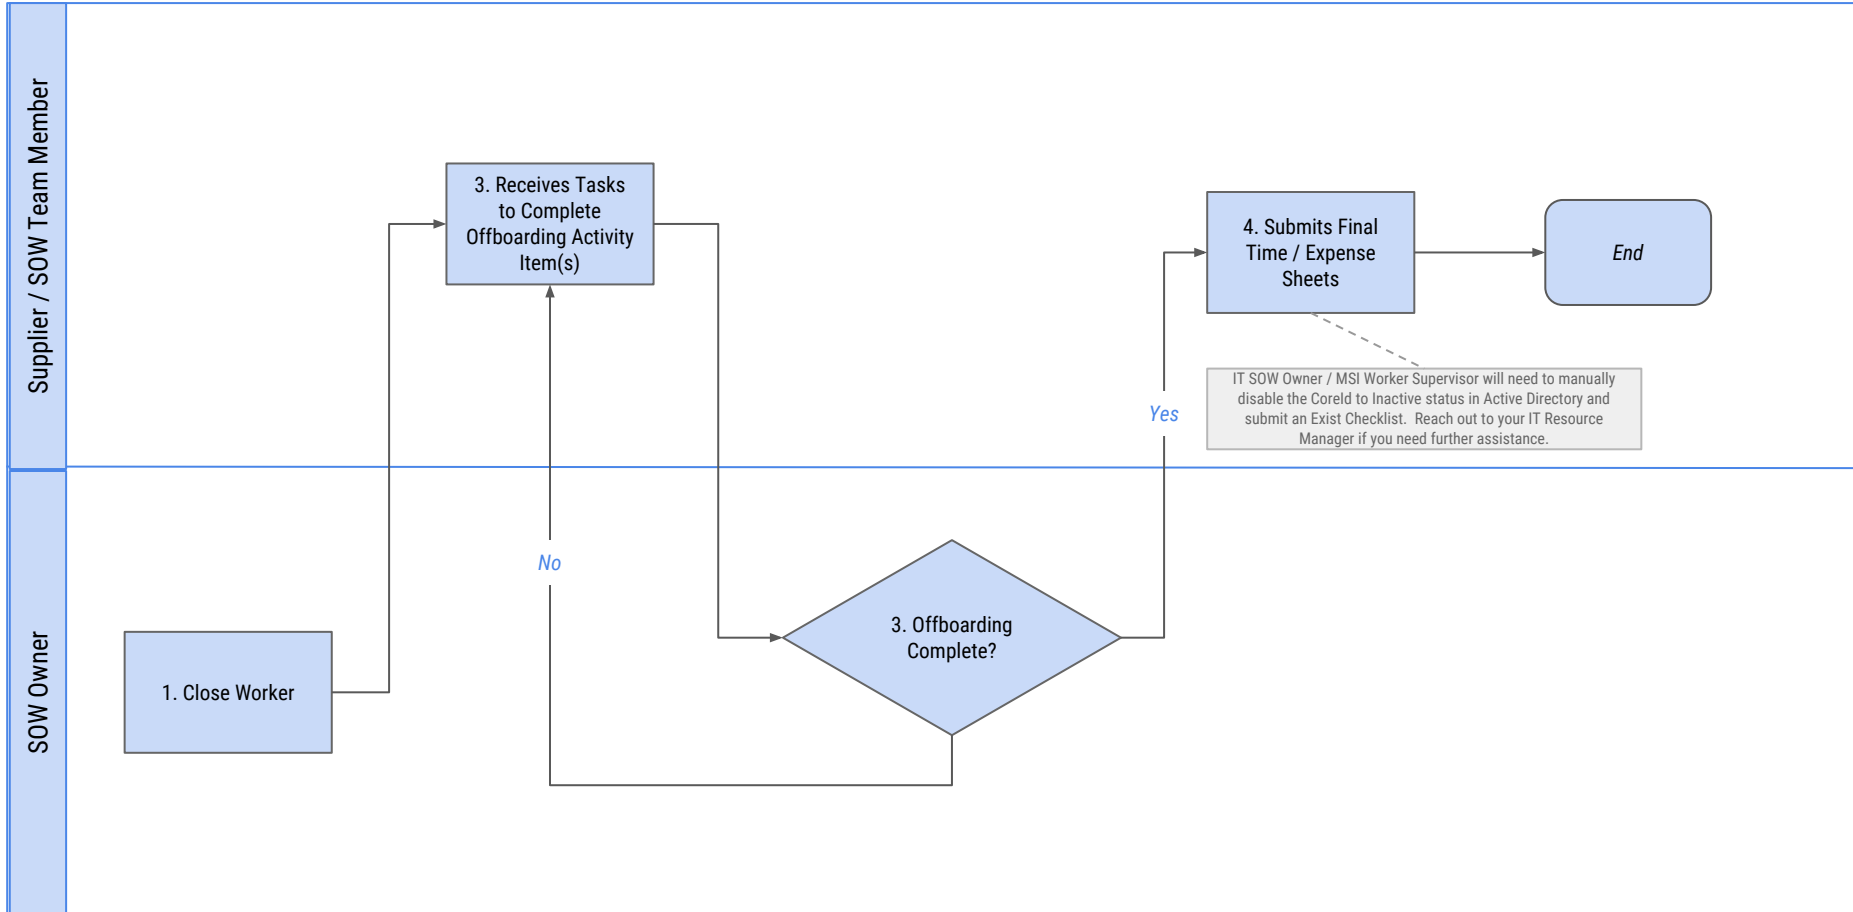 Supplier / SOW Team Member
3. Receives Tasks
to Complete
Offboarding Activity
Item(s)
4. Submits Final
Time / Expense
Sheets
End
IT SOW Owner / MSI Worker Supervisor will need to manually
disable the CoreId to Inactive status in Active Directory and
submit an Exist Checklist.  Reach out to your IT Resource
Manager if you need further assistance.
Yes
SOW Owner
No
1. Close Worker
3. Offboarding
Complete?